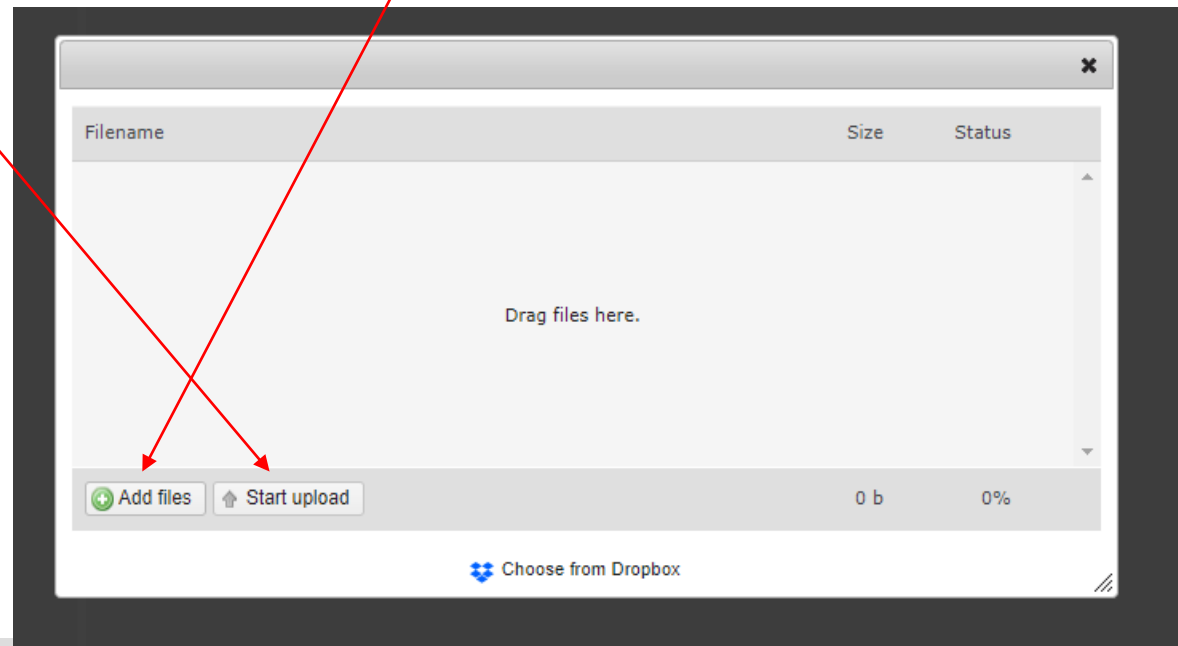 Filename Size Status
Drag files here.
Add files Start upload 0 b 0%
Choose from Dropbox